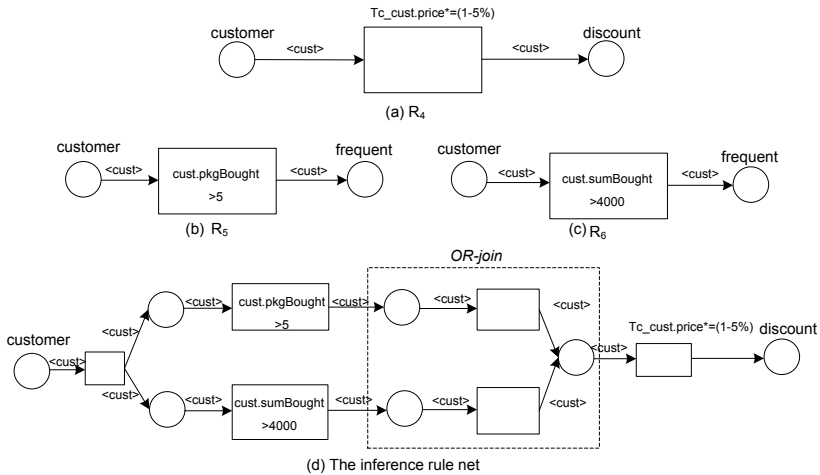 Tc_cust.price*=(1-5%)
customer
<cust>
<cust>
discount
(a) R4
customer
<cust>
cust.pkgBought
>5
<cust>
frequent
(b) R5
customer
<cust>
cust.sumBought
>4000
<cust>
frequent
(c) R6
OR-join
customer
<cust>
<cust>
<cust>
<cust>
cust.pkgBought
>5
<cust>
<cust>
<cust>
<cust>
cust.sumBought
>4000
<cust>
<cust>
<cust>
<cust>
Tc_cust.price*=(1-5%)
discount
(d) The inference rule net